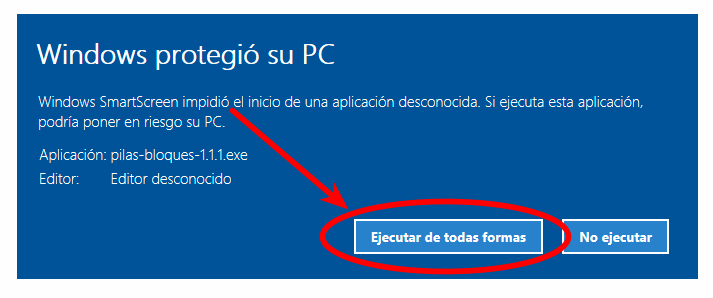 Windows protegió su PC
Windows SmartScreen impidió el inicio de una aplicación desconocida. Si ejecuta esta aplicación,
podría poner en riesgo su PC.
Aplicación: pilas-bloques-1.1.1.exe
Editor: Editor desconocido
Ejecutar de todas formas No ejecutar